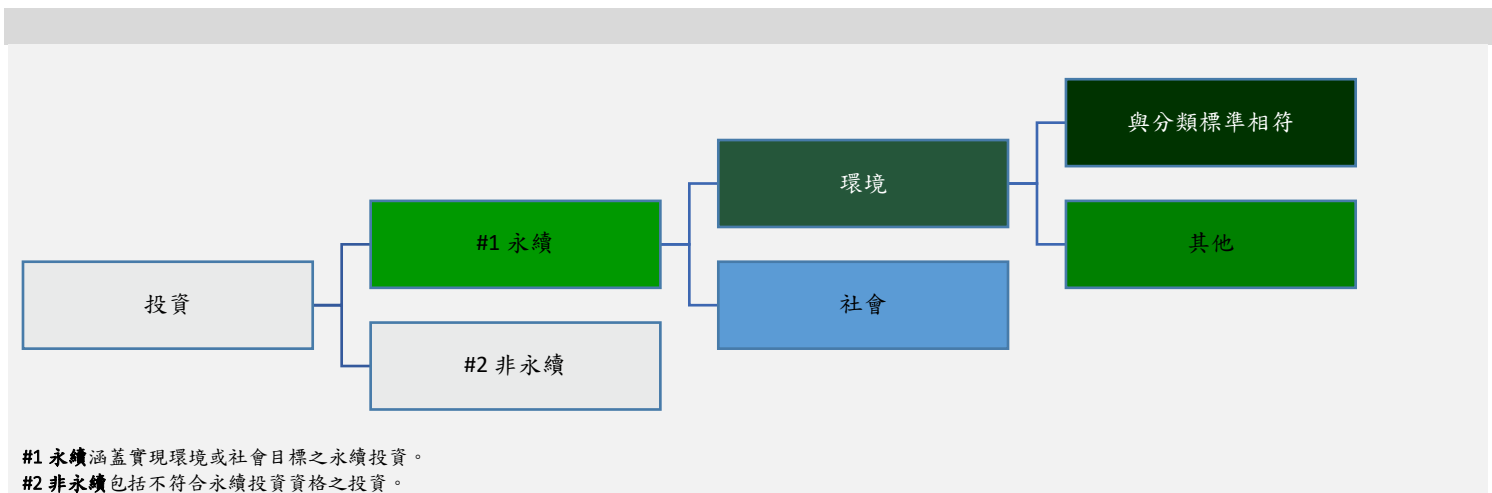 與分類標準相符
環境
#1 永續
其他
投資
社會
#2 非永續
#1 永續涵蓋實現環境或社會目標之永續投資。
#2 非永續包括不符合永續投資資格之投資。